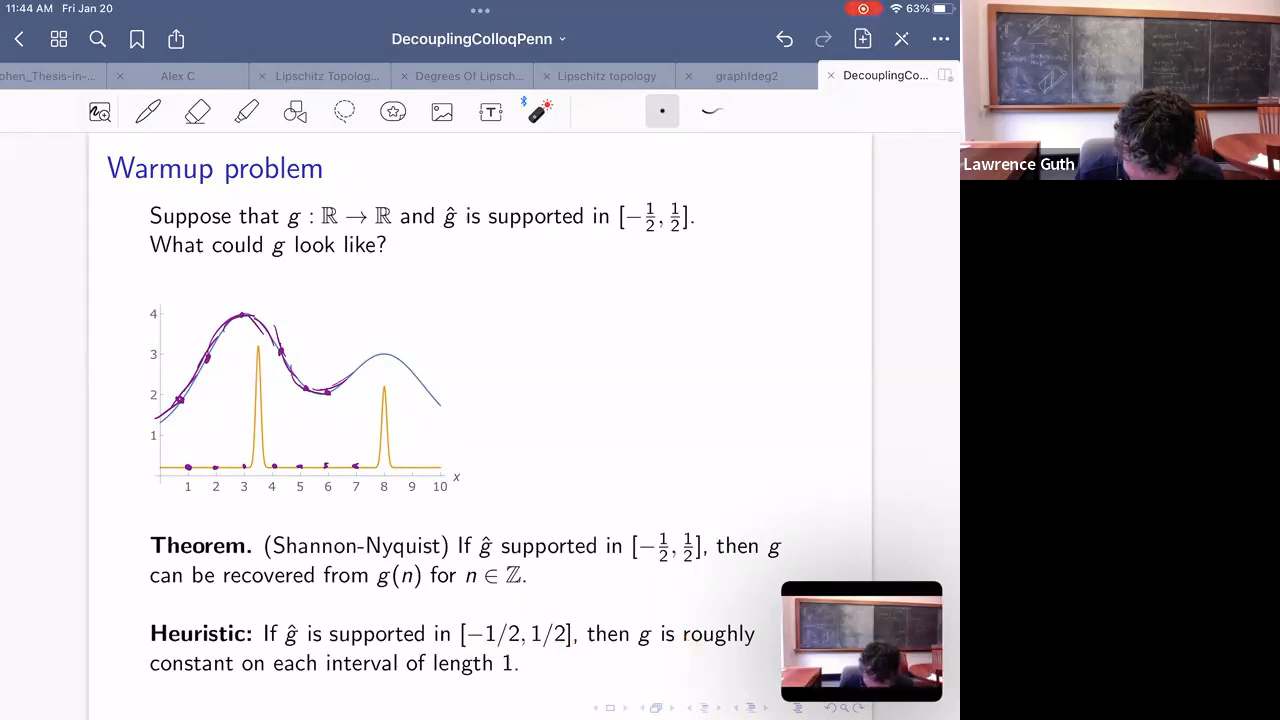 11:44 AM Fri Jan 20
63%
DecouplingColloqPenn
ohen_Thesis-in-...
Alex C
Lipschitz Topolog...
Degrees Of Lipsch...
Lipschitz topology
graphfdeg2
DecouplingCo...
Lawrence Guth
Warmup problem
Suppose that g : ℝ → ℝ and ĝ is supported in [−1/2, 1/2].
What could g look like?
4
3
2
1
x
1 2 3 4 5 6 7 8 9 10
Theorem. (Shannon-Nyquist) If ĝ supported in [−1/2, 1/2], then g
can be recovered from g(n) for n ∈ ℤ.
Heuristic: If ĝ is supported in [−1/2, 1/2], then g is roughly
constant on each interval of length 1.